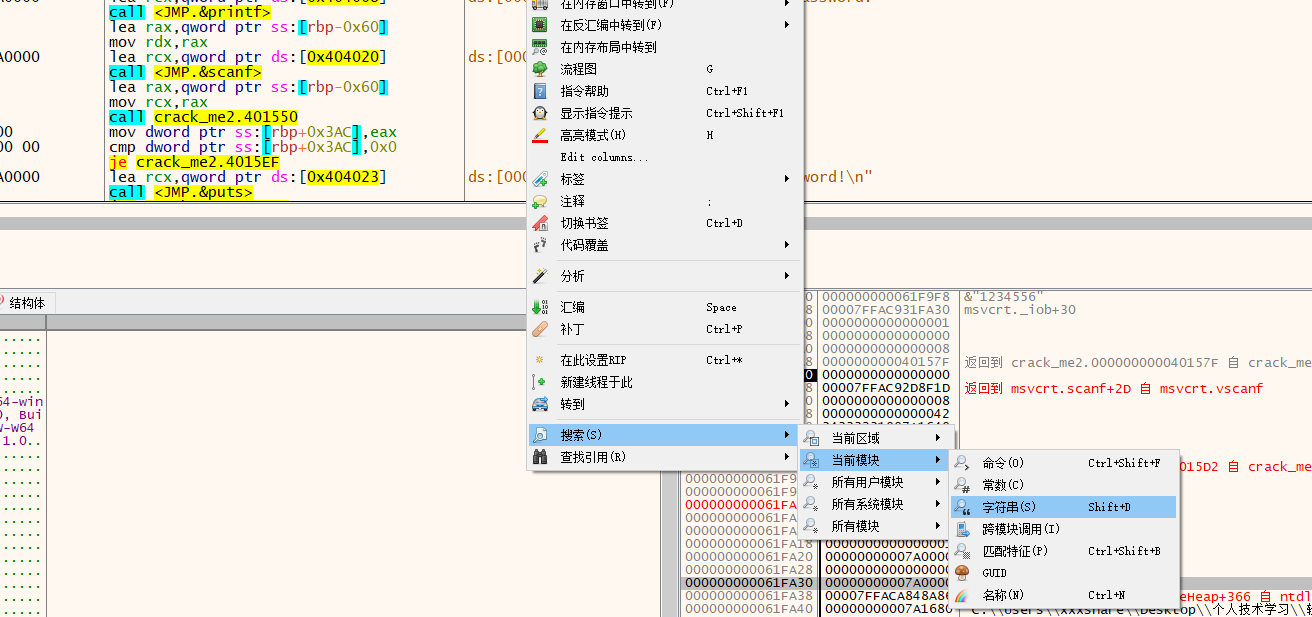 call <JMP.&printf>
lea rax,qword ptr ss:[rbp-0x60]
mov rdx,rax
A0000 lea rcx,qword ptr ds:[0x404020] ds:[000
call <JMP.&scanf>
lea rax,qword ptr ss:[rbp-0x60]
mov rcx,rax
call crack_me2.401550
00 mov dword ptr ss:[rbp+0x3AC],eax
00 00 cmp dword ptr ss:[rbp+0x3AC],0x0
je crack_me2.4015EF
A0000 lea rcx,qword ptr ds:[0x404023] ds:[000 word!\n"
call <JMP.&puts>
在内存窗口中转到(F)
在反汇编中转到(F)
在内存布局中转到
流程图 G
指令帮助 Ctrl+F1
显示指令提示 Ctrl+Shift+F1
高亮模式(H) H
Edit columns...
标签
注释 ;
切换书签 Ctrl+D
代码覆盖
分析
汇编 Space
补丁 Ctrl+P
在此设置RIP Ctrl+*
新建线程于此
转到
搜索(S)
查找引用(R)
当前区域
当前模块
所有用户模块
所有系统模块
所有模块
命令(O) Ctrl+Shift+F
常数(C)
字符串(S) Shift+D
跨模块调用(I)
匹配特征(P) Ctrl+Shift+B
GUID
名称(N) Ctrl+N
结构体
64-win
0, Bui
-w64
1.0..
000000000061F9F8 &"1234556"
00007FFAC931FA30 msvcrt._iob+30
0000000000000001
0000000000000000
0000000000000008
000000000040157F 返回到 crack_me2.000000000040157F 自 crack_me
0000000000000000
00007FFAC92D8F1D 返回到 msvcrt.scanf+2D 自 msvcrt.vscanf
0000000000000008
0000000000000042
015D2 自 crack_me
000000000061F9
000000000061F9
000000000061FA
000000000061FA
000000000061FA
000000000061FA18 0000000000000001
000000000061FA20 00000000007A0000
000000000061FA28 0000000000000000
000000000061FA30 00000000007A0000
000000000061FA38 00007FFACA848A86 eHeap+366 自 ntdl
000000000061FA40 00000000007A1680 C:\\Users\\xxxshare\\Desktop\\个人技术学习\\